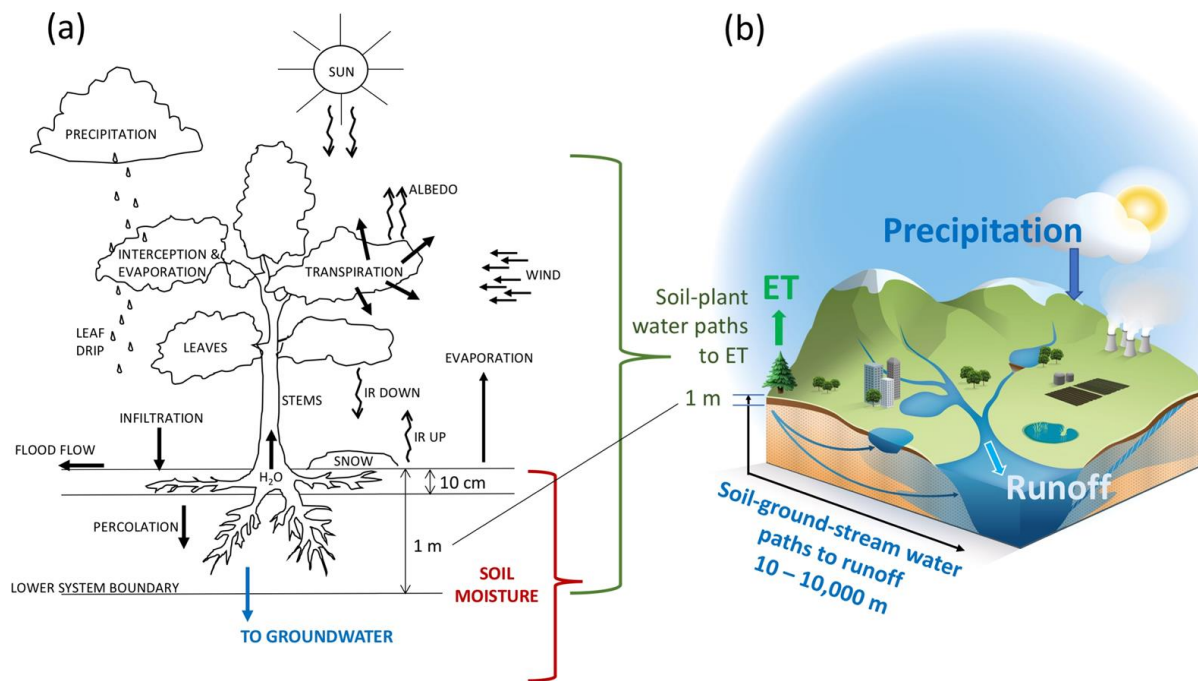 (a)
SUN
PRECIPITATION
ALBEDO
INTERCEPTION &
EVAPORATION
TRANSPIRATION
WIND
LEAF
DRIP
LEAVES
EVAPORATION
STEMS
IR DOWN
INFILTRATION
IR UP
FLOOD FLOW
SNOW
H2O
10 cm
PERCOLATION
1 m
LOWER SYSTEM BOUNDARY
SOIL
MOISTURE
TO GROUNDWATER
Soil-plant
water paths
to ET
1 m
(b)
Precipitation
ET
Runoff
Soil-ground-stream water
paths to runoff
10 – 10,000 m